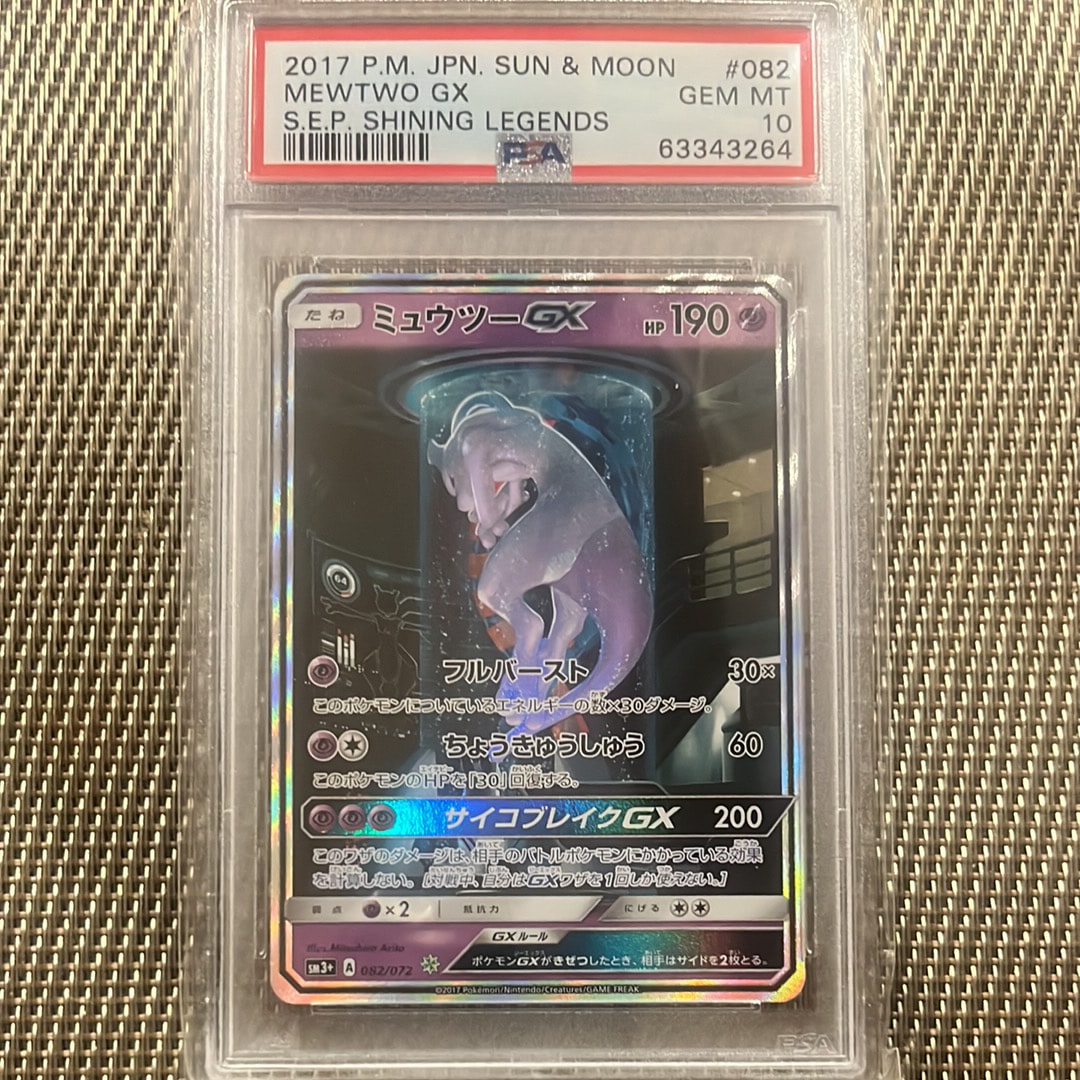 2017 P.M. JPN. SUN & MOON #082
MEWTWO GX GEM MT
S.E.P. SHINING LEGENDS 10
PSA 63343264
たね ミュウツーGX HP 190
64
フルバースト 30×
このポケモンについているエネルギーの数×30ダメージ。
ちょうきゅうしゅう 60
このポケモンのHPを「30」回復する。
サイコブレイクGX 200
このワザのダメージは、相手のバトルポケモンにかかっている効果
を計算しない。[対戦中、自分はGXワザを1回しか使えない。]
弱点 ×2 抵抗力 にげる
GXルール
Illus. Mitsuhiro Arita
ポケモンGXがきぜつしたとき、相手はサイドを2枚とる。
SM3+ A 082/072
©2017 Pokémon/Nintendo/Creatures/GAME FREAK
PSA